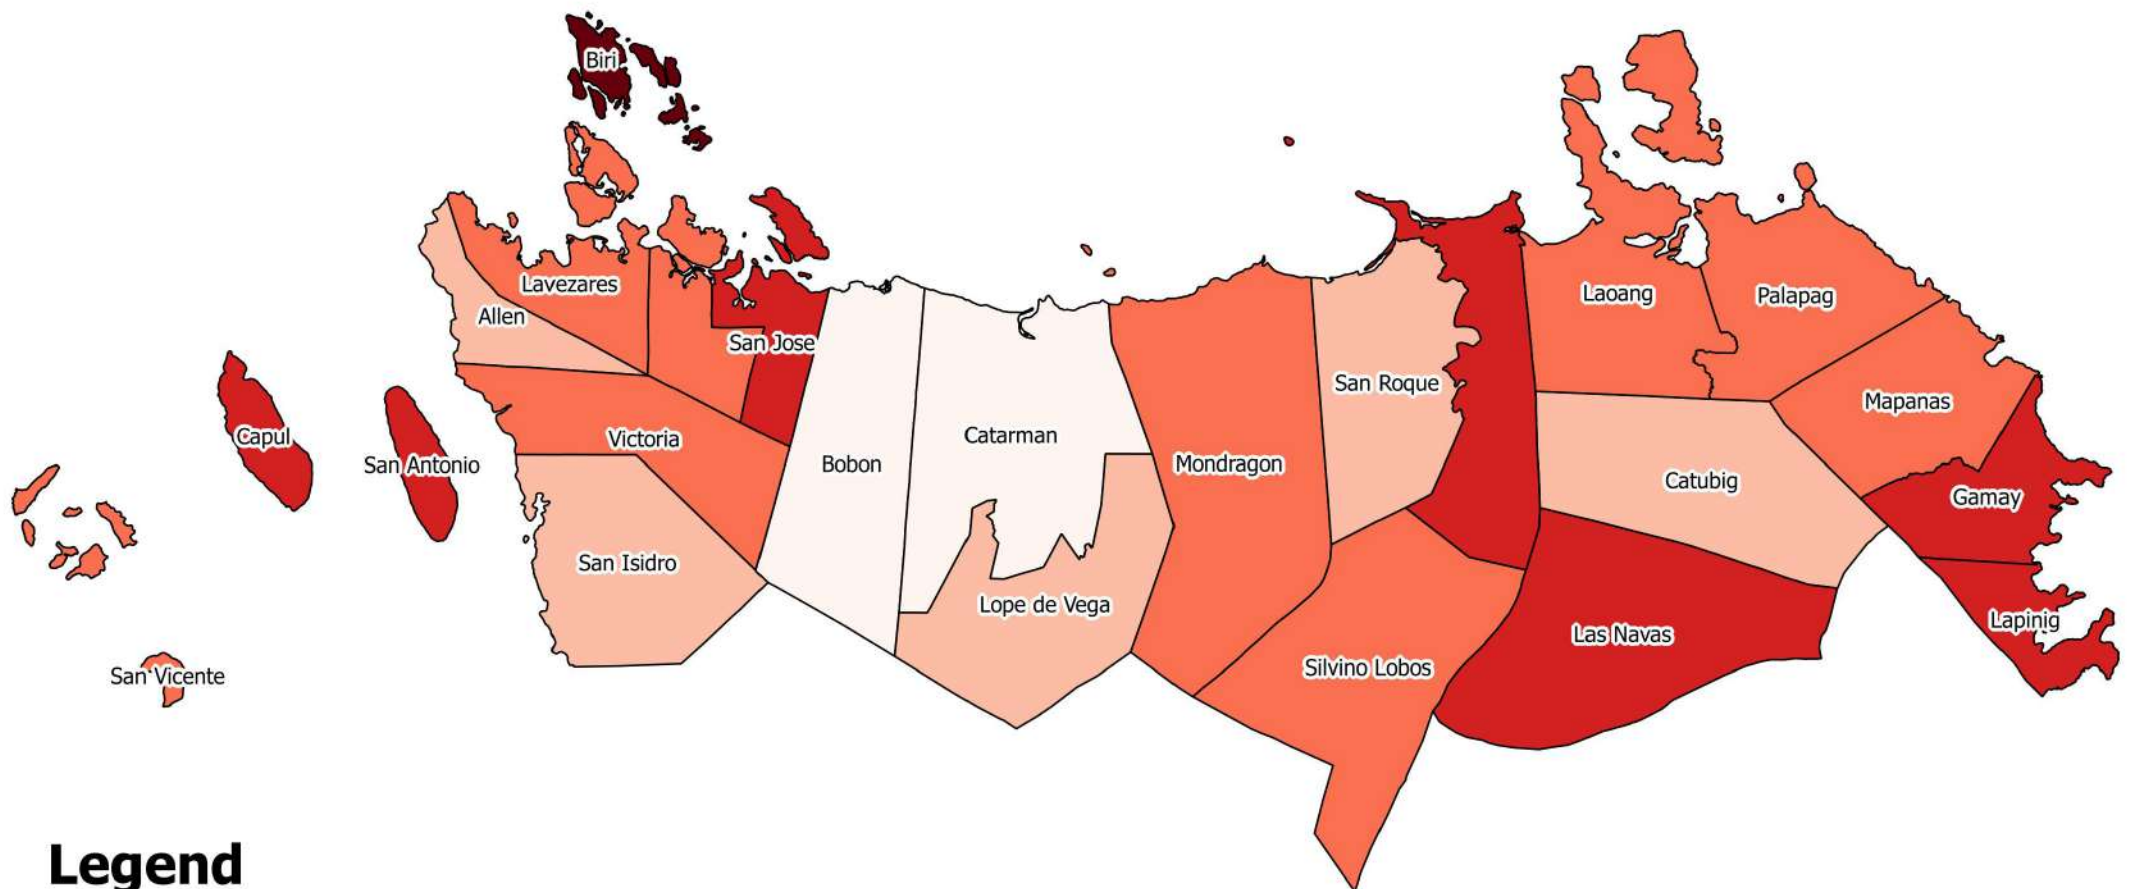 Biri
Lavezares
Allen
San Jose
Laoang
Palapag
San Roque
Mapanas
Capul
San Antonio
Victoria
Bobon
Catarman
Mondragon
Catubig
Gamay
San Isidro
Lope de Vega
Las Navas
Lapinig
San Vicente
Silvino Lobos
Legend